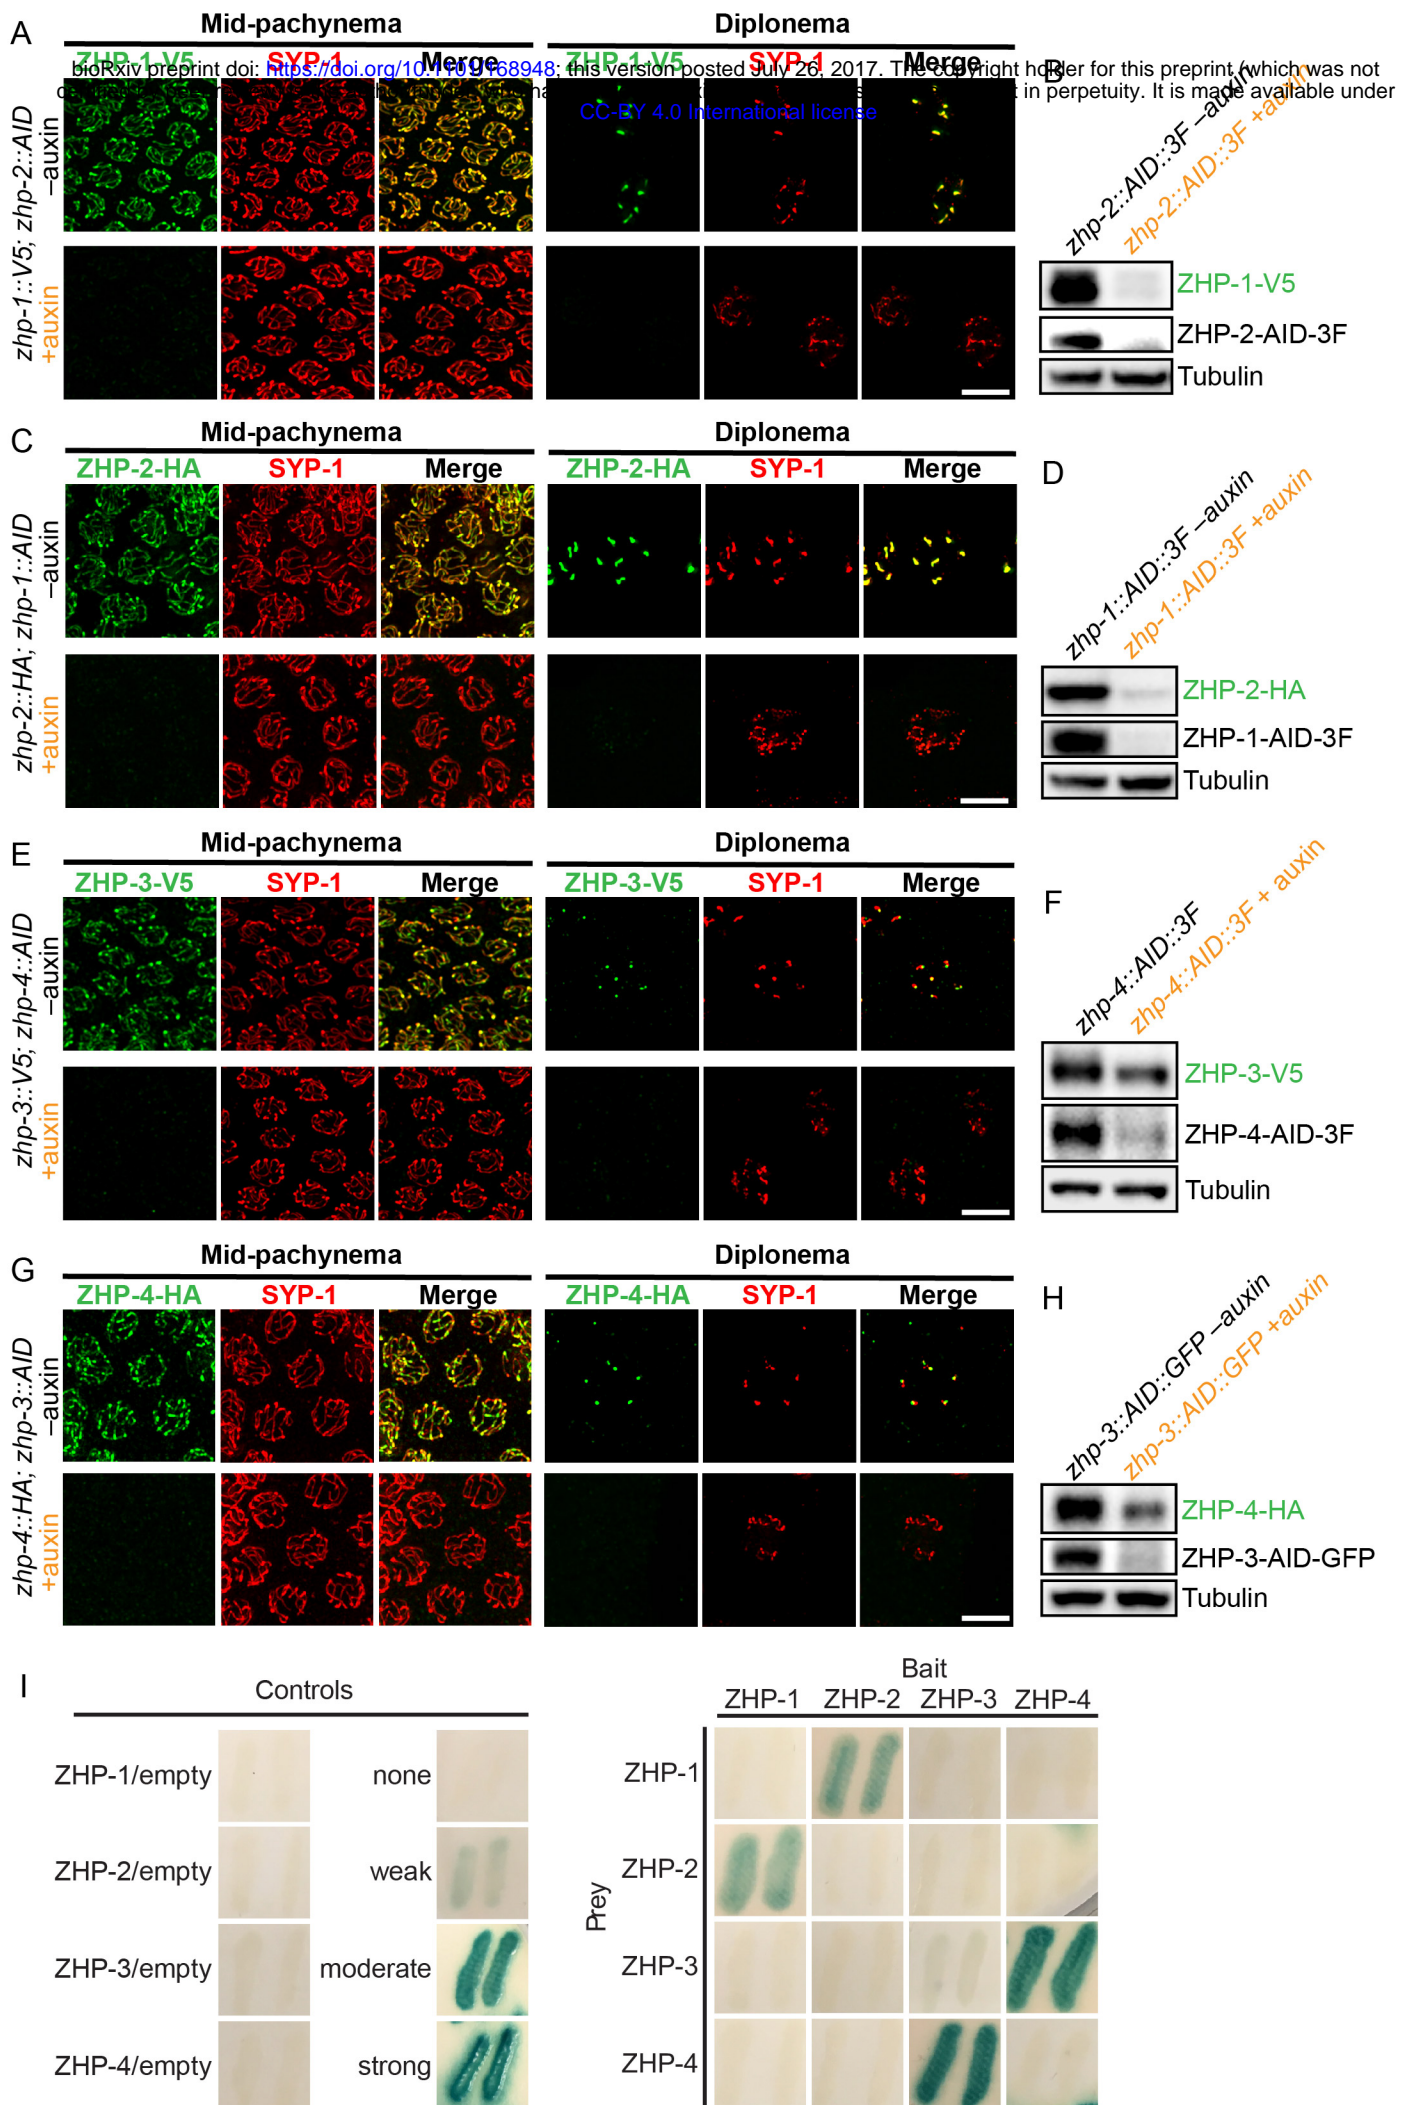 A
Mid-pachynema
Diplonema
ZHP-1-V5 SYP-1 Merge ZHP-1-V5 SYP-1 Merge
bioRxiv preprint doi: https://doi.org/10.1101/168948; this version posted July 26, 2017. The copyright holder for this preprint (which was not
in perpetuity. It is made available under
CC-BY 4.0 International license
zhp-1::V5; zhp-2::AID
–auxin
+auxin
B
zhp-2::AID::3F –auxin
zhp-2::AID::3F +auxin
ZHP-1-V5
ZHP-2-AID-3F
Tubulin
C
Mid-pachynema
Diplonema
ZHP-2-HA SYP-1 Merge ZHP-2-HA SYP-1 Merge
zhp-2::HA; zhp-1::AID
–auxin
+auxin
D
zhp-1::AID::3F –auxin
zhp-1::AID::3F +auxin
ZHP-2-HA
ZHP-1-AID-3F
Tubulin
E
Mid-pachynema
Diplonema
ZHP-3-V5 SYP-1 Merge ZHP-3-V5 SYP-1 Merge
zhp-3::V5; zhp-4::AID
–auxin
+auxin
F
zhp-4::AID::3F
zhp-4::AID::3F + auxin
ZHP-3-V5
ZHP-4-AID-3F
Tubulin
G
Mid-pachynema
Diplonema
ZHP-4-HA SYP-1 Merge ZHP-4-HA SYP-1 Merge
zhp-4::HA; zhp-3::AID
–auxin
+auxin
H
zhp-3::AID::GFP –auxin
zhp-3::AID::GFP +auxin
ZHP-4-HA
ZHP-3-AID-GFP
Tubulin
I
Controls
ZHP-1/empty none
ZHP-2/empty weak
ZHP-3/empty moderate
ZHP-4/empty strong
Bait
ZHP-1 ZHP-2 ZHP-3 ZHP-4
Prey
ZHP-1
ZHP-2
ZHP-3
ZHP-4